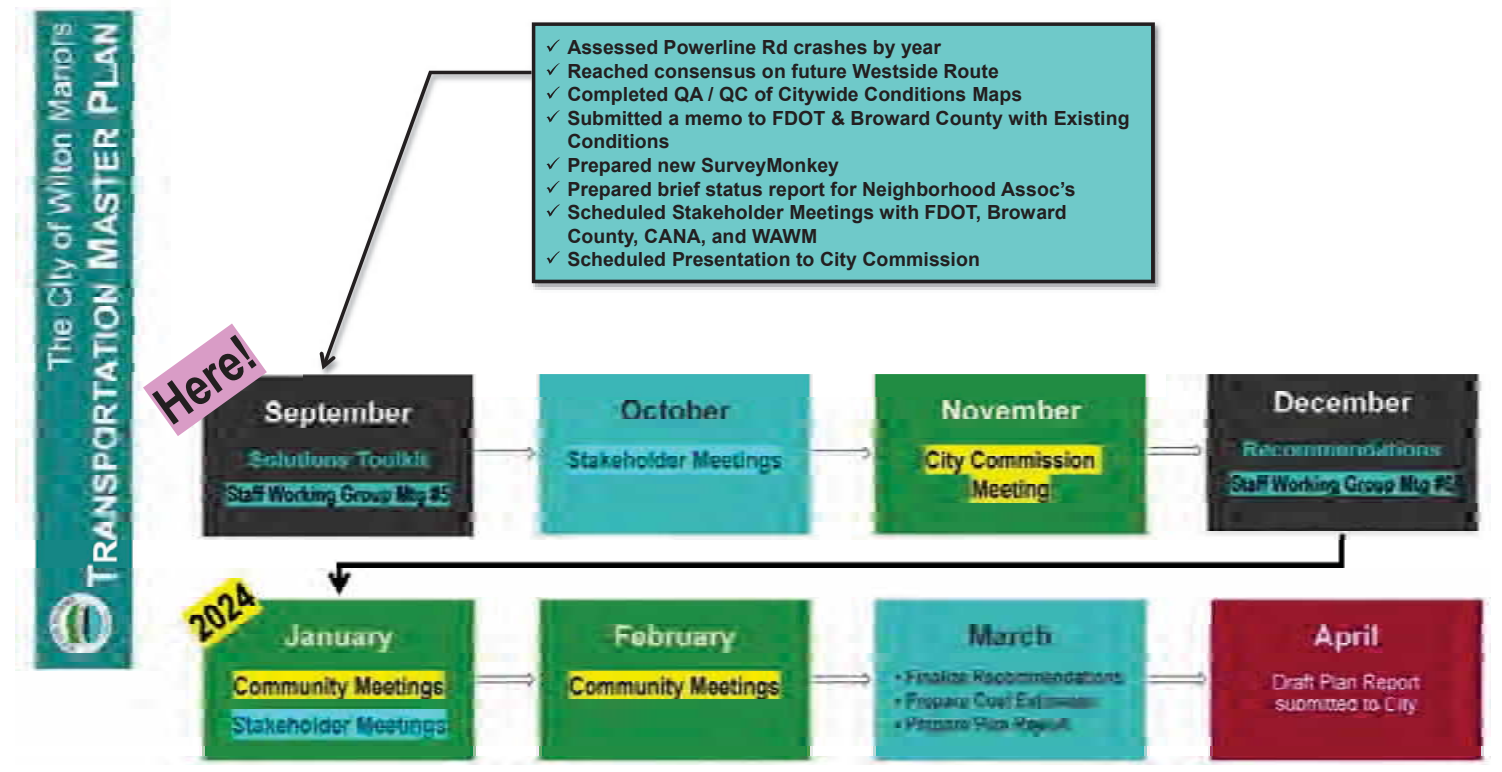 The City of Wilton Manors
TRANSPORTATION MASTER PLAN
✓ Assessed Powerline Rd crashes by year
✓ Reached consensus on future Westside Route
✓ Completed QA / QC of Citywide Conditions Maps
✓ Submitted a memo to FDOT & Broward County with Existing
Conditions
✓ Prepared new SurveyMonkey
✓ Prepared brief status report for Neighborhood Assoc's
✓ Scheduled Stakeholder Meetings with FDOT, Broward
County, CANA, and WAWM
✓ Scheduled Presentation to City Commission
Here!
September
Solutions Toolkit
Staff Working Group Mtg #5
October
Stakeholder Meetings
November
City Commission
Meeting
December
Recommendations
Staff Working Group Mtg
2024
January
Community Meetings
Stakeholder Meetings
February
Community Meetings
March
• Finalize Recommendations
• Prepare Cost Estimates
• Prepare Plan Report
April
Draft Plan Report
submitted to City